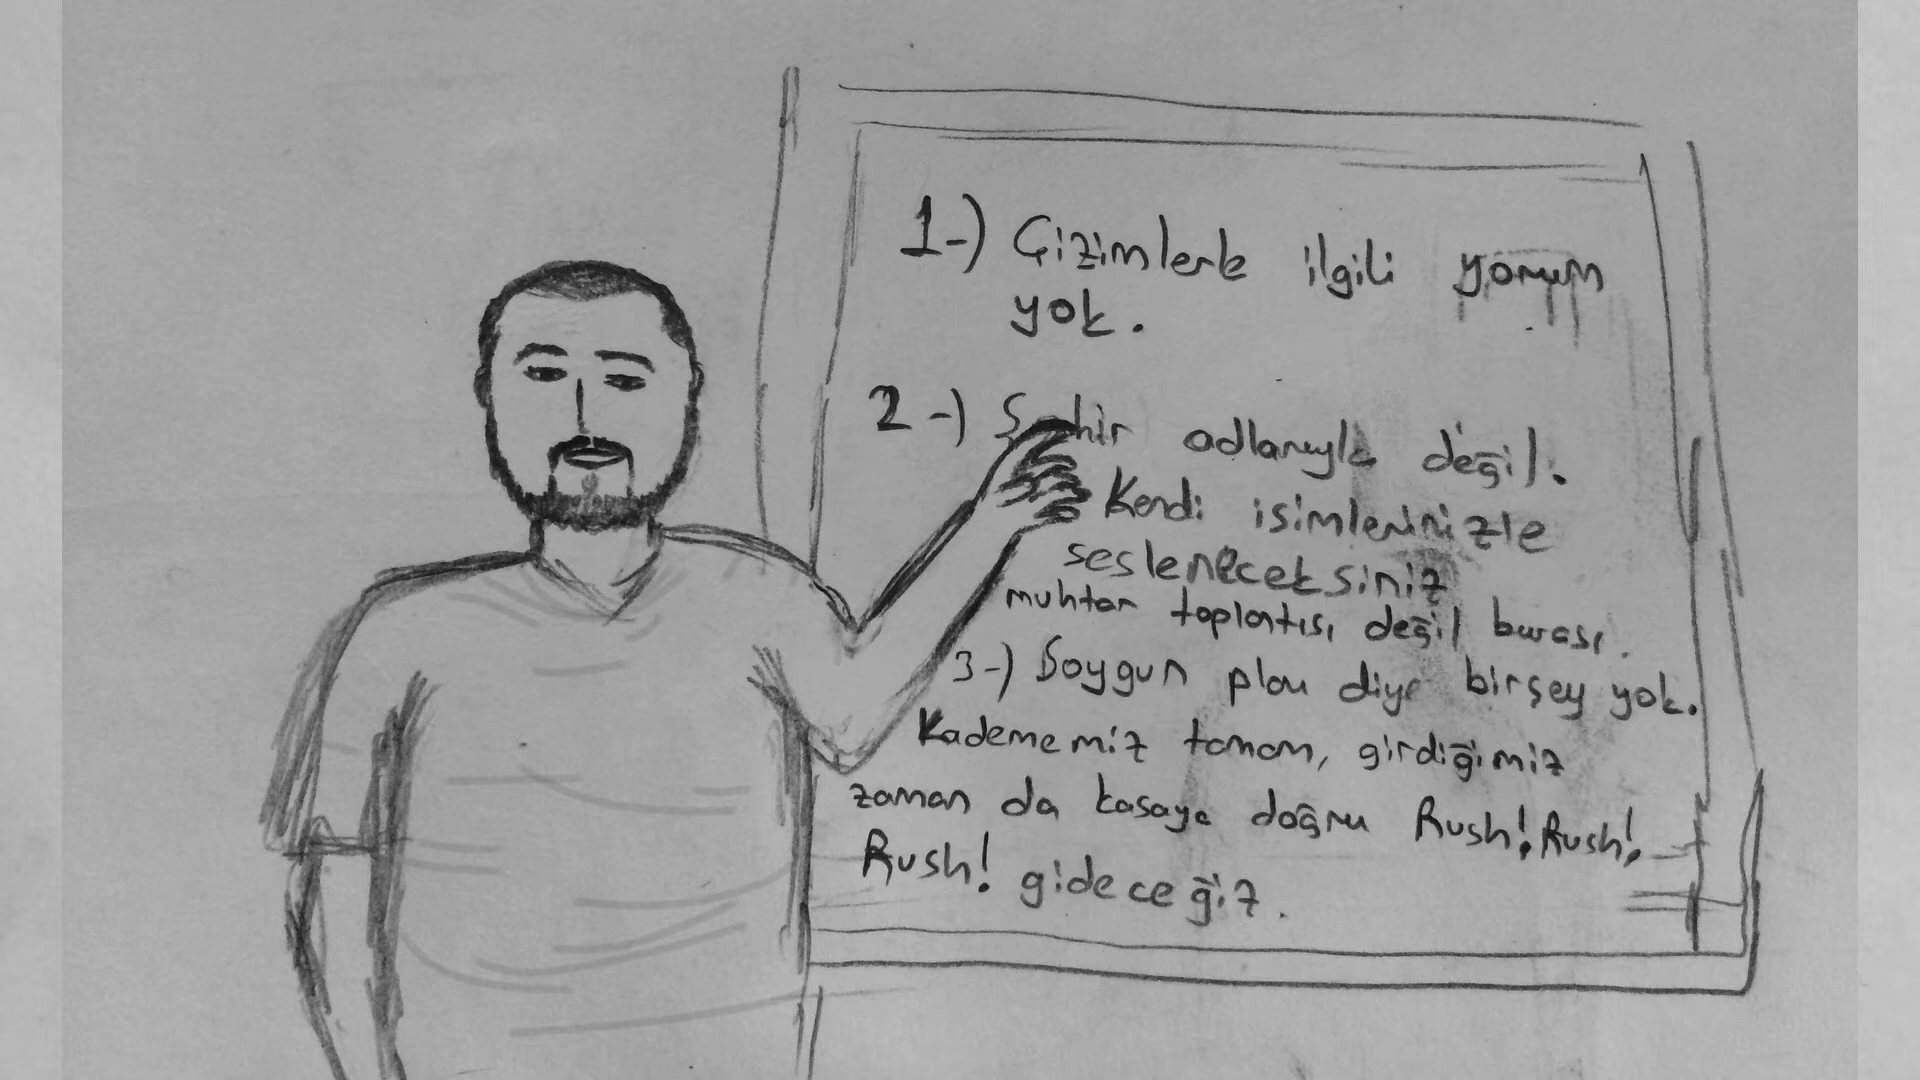 1-) Çizimlerle ilgili yorum
yok.
2-) Şehir adlarıyla değil.
Kendi isimlerinizle
sesleneceksiniz
muhtar toplantısı değil burası.
3-) Soygun planı diye birşey yok.
Kadememiz tamam, girdiğimiz
zaman da kasaya doğru Rush! Rush!
Rush! gideceğiz.